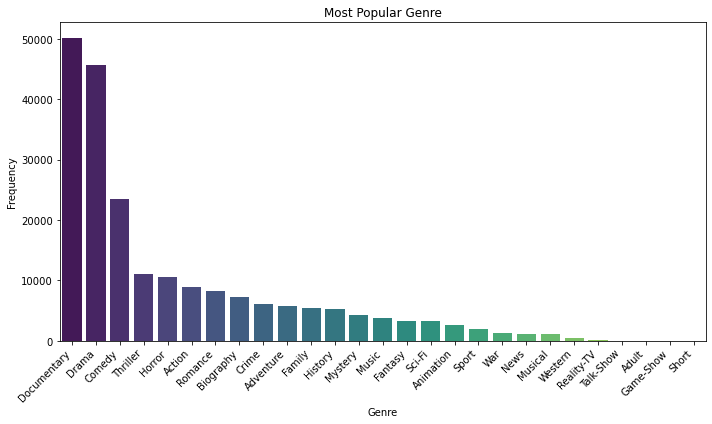 Most Popular Genre
50000
40000
30000
20000
10000
0
Frequency
Documentary
Drama
Comedy
Thriller
Horror
Action
Romance
Biography
Crime
Adventure
Family
History
Mystery
Music
Fantasy
Sci-Fi
Animation
Sport
War
News
Musical
Western
Reality-TV
Talk-Show
Adult
Game-Show
Short
Genre